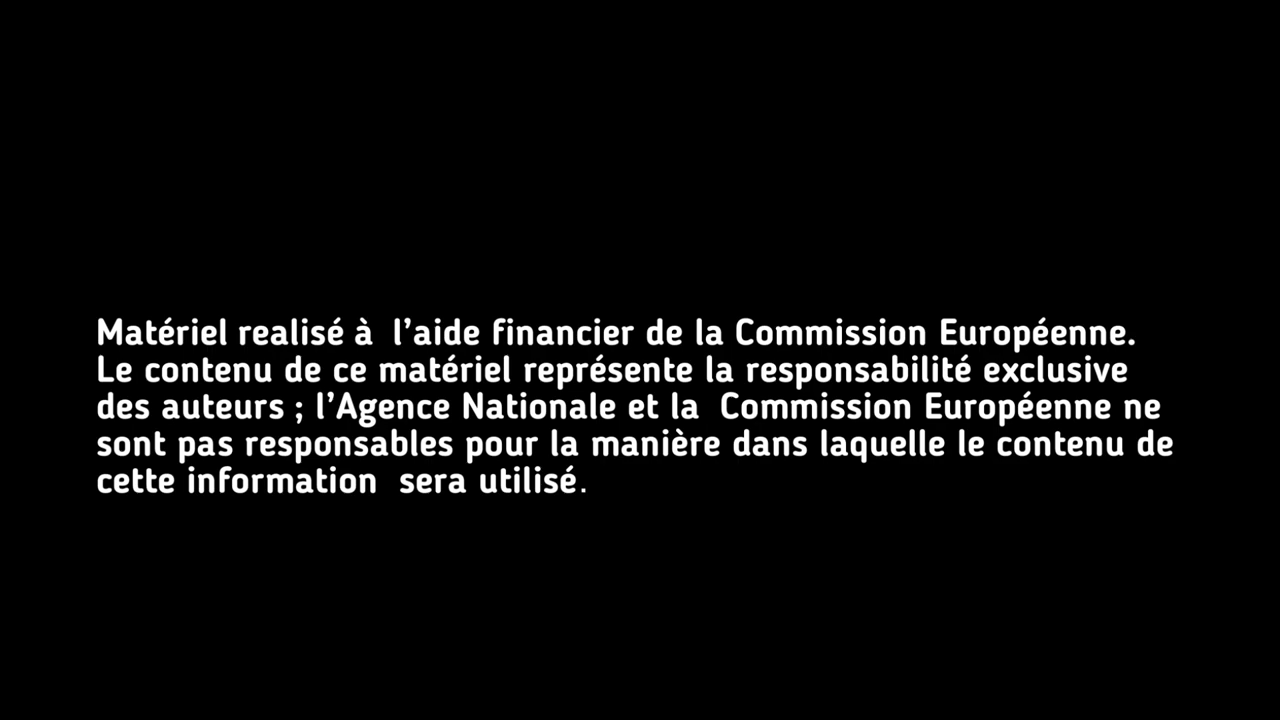 Matériel realisé à  l’aide financier de la Commission Européenne.
Le contenu de ce matériel représente la responsabilité exclusive
des auteurs ; l’Agence Nationale et la  Commission Européenne ne
sont pas responsables pour la manière dans laquelle le contenu de
cette information  sera utilisé.